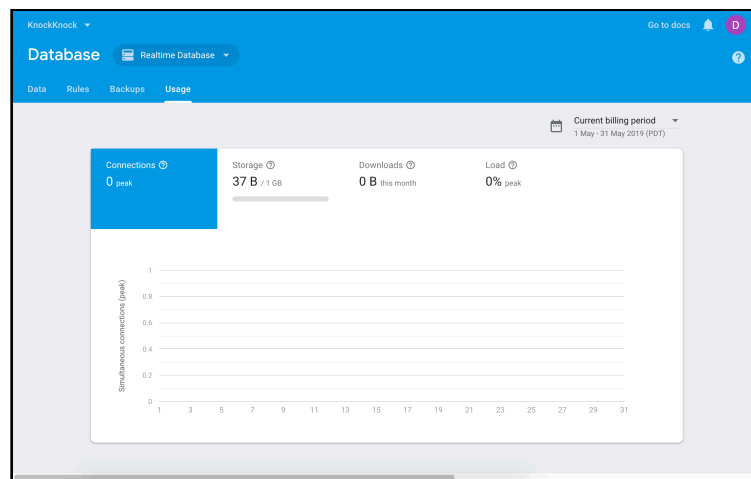 KnockKnock
Go to docs
D
Database
Realtime Database
?
Data Rules Backups Usage
Current billing period
1 May - 31 May 2019 (PDT)
Connections ?
0 peak
Storage ?
37 B / 1 GB
Downloads ?
0 B this month
Load ?
0% peak
Simultaneous connections (peak)
1
0.8
0.6
0.4
0.2
0
1 3 5 7 9 11 13 15 17 19 21 23 25 27 29 31